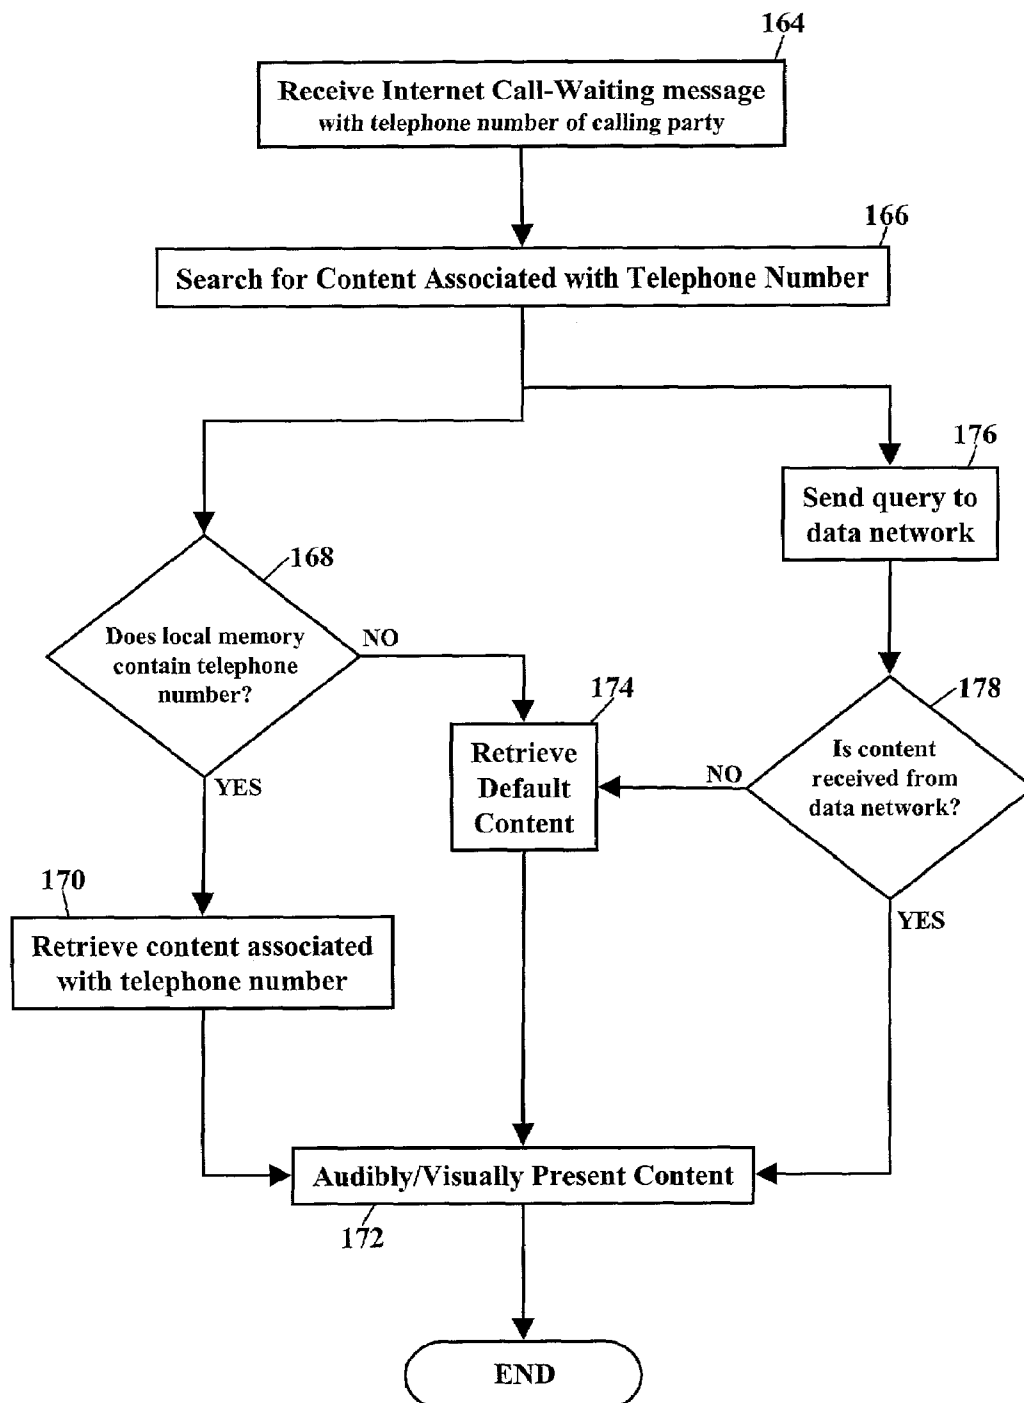 164
Receive Internet Call-Waiting message
with telephone number of calling party
166
Search for Content Associated with Telephone Number
176
Send query to
data network
168
Does local memory
contain telephone
number?
NO
YES
174
Retrieve
Default
Content
178
Is content
received from
data network?
NO
YES
170
Retrieve content associated
with telephone number
Audibly/Visually Present Content
172
END